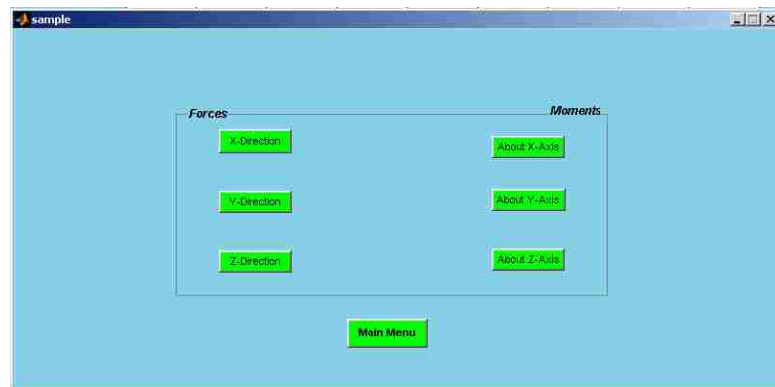 sample
Forces
Moments
X-Direction
About X-Axis
Y-Direction
About Y-Axis
Z-Direction
About Z-Axis
Main Menu